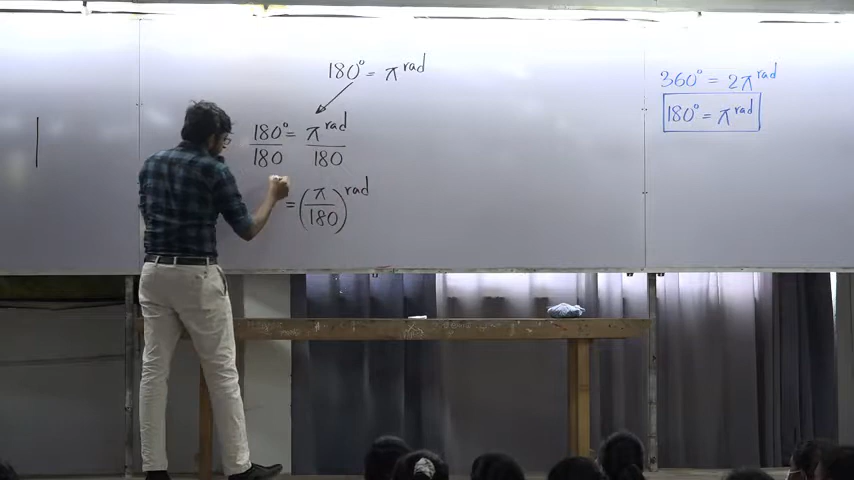 180° = π rad
180° / 180 = π rad / 180
= (π/180) rad
360° = 2π rad
180° = π rad